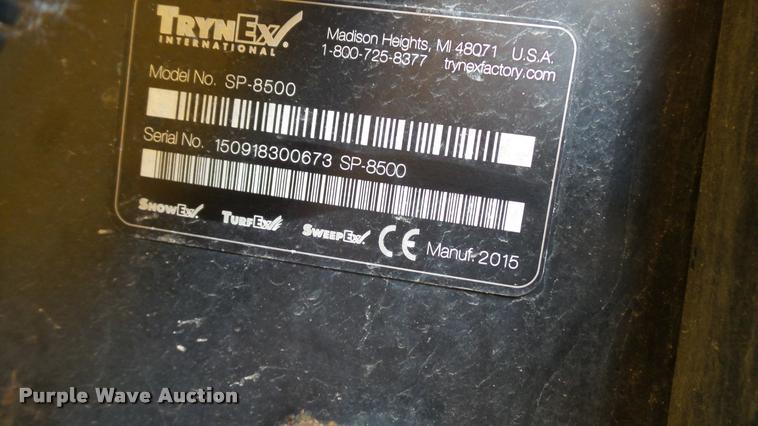 TRYNEX
INTERNATIONAL
Madison Heights, MI 48071 U.S.A.
1-800-725-8377 trynexfactory.com
Model No. SP-8500
Serial No. 150918300673 SP-8500
SNOWEX TURFEX SWEEPEX CE Manuf. 2015
Purple Wave Auction